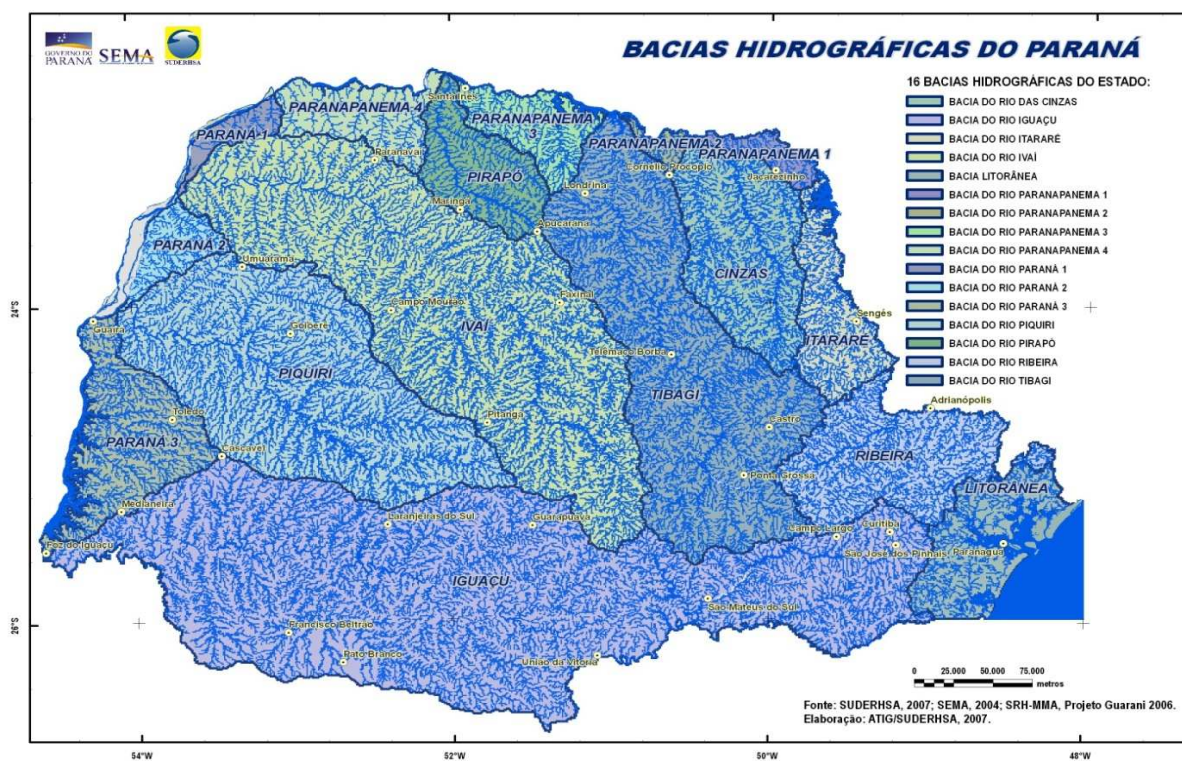 GOVERNO DO
PARANÁ
SEMA
SUDERHSA
BACIAS HIDROGRÁFICAS DO PARANÁ
16 BACIAS HIDROGRÁFICAS DO ESTADO:
BACIA DO RIO DAS CINZAS
BACIA DO RIO IGUAÇU
BACIA DO RIO ITARARÉ
BACIA DO RIO IVAÍ
BACIA LITORÂNEA
BACIA DO RIO PARANAPANEMA 1
BACIA DO RIO PARANAPANEMA 2
BACIA DO RIO PARANAPANEMA 3
BACIA DO RIO PARANAPANEMA 4
BACIA DO RIO PARANÁ 1
BACIA DO RIO PARANÁ 2
BACIA DO RIO PARANÁ 3
BACIA DO RIO PIQUIRI
BACIA DO RIO PIRAPÓ
BACIA DO RIO RIBEIRA
BACIA DO RIO TIBAGI
Santa Inês
PARANAPANEMA 4
PARANAPANEMA
3
PARANÁ 1
PARANAPANEMA 2
PARANAPANEMA 1
Paranavaí
Cornélio Procópio
Jacarezinho
PIRAPÓ
Londrina
Maringá
Apucarana
PARANÁ 2
Umuarama
CINZAS
Campo Mourão
Faxinal
24°S
Guaíra
Goioerê
IVAÍ
Sengés
ITARARÉ
Telêmaco Borba
PIQUIRI
TIBAGI
Adrianópolis
Toledo
Pitanga
Castro
PARANÁ 3
Cascavel
RIBEIRA
Ponta Grossa
LITORÂNEA
Medianeira
Laranjeiras do Sul
Guarapuava
Campo Largo
Curitiba
Foz do Iguaçu
São José dos Pinhais
Paranaguá
IGUAÇU
São Mateus do Sul
26°S
Francisco Beltrão
Pato Branco
União da Vitória
0 25.000 50.000 75.000
metros
Fonte: SUDERHSA, 2007; SEMA, 2004; SRH-MMA, Projeto Guarani 2006.
Elaboração: ATIG/SUDERHSA, 2007.
54°W
52°W
50°W
48°W